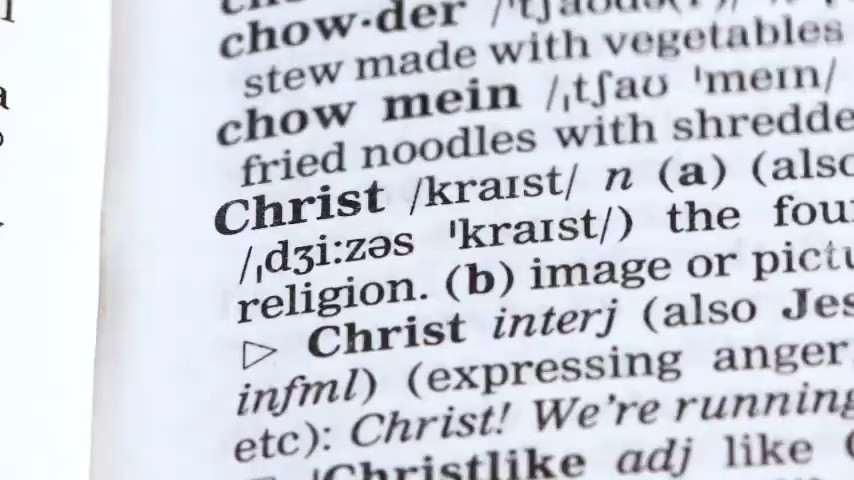 chow·der
stew made with vegetables
chow mein /ˌtʃaʊ ˈmeɪn/
fried noodles with shredde
Christ /kraɪst/ n (a) (also
/ˌdʒiːzəs ˈkraɪst/) the fou
religion. (b) image or pictu
▷ Christ interj (also Jes
infml) (expressing anger
etc): Christ! We're running
ˈChristlike adj like